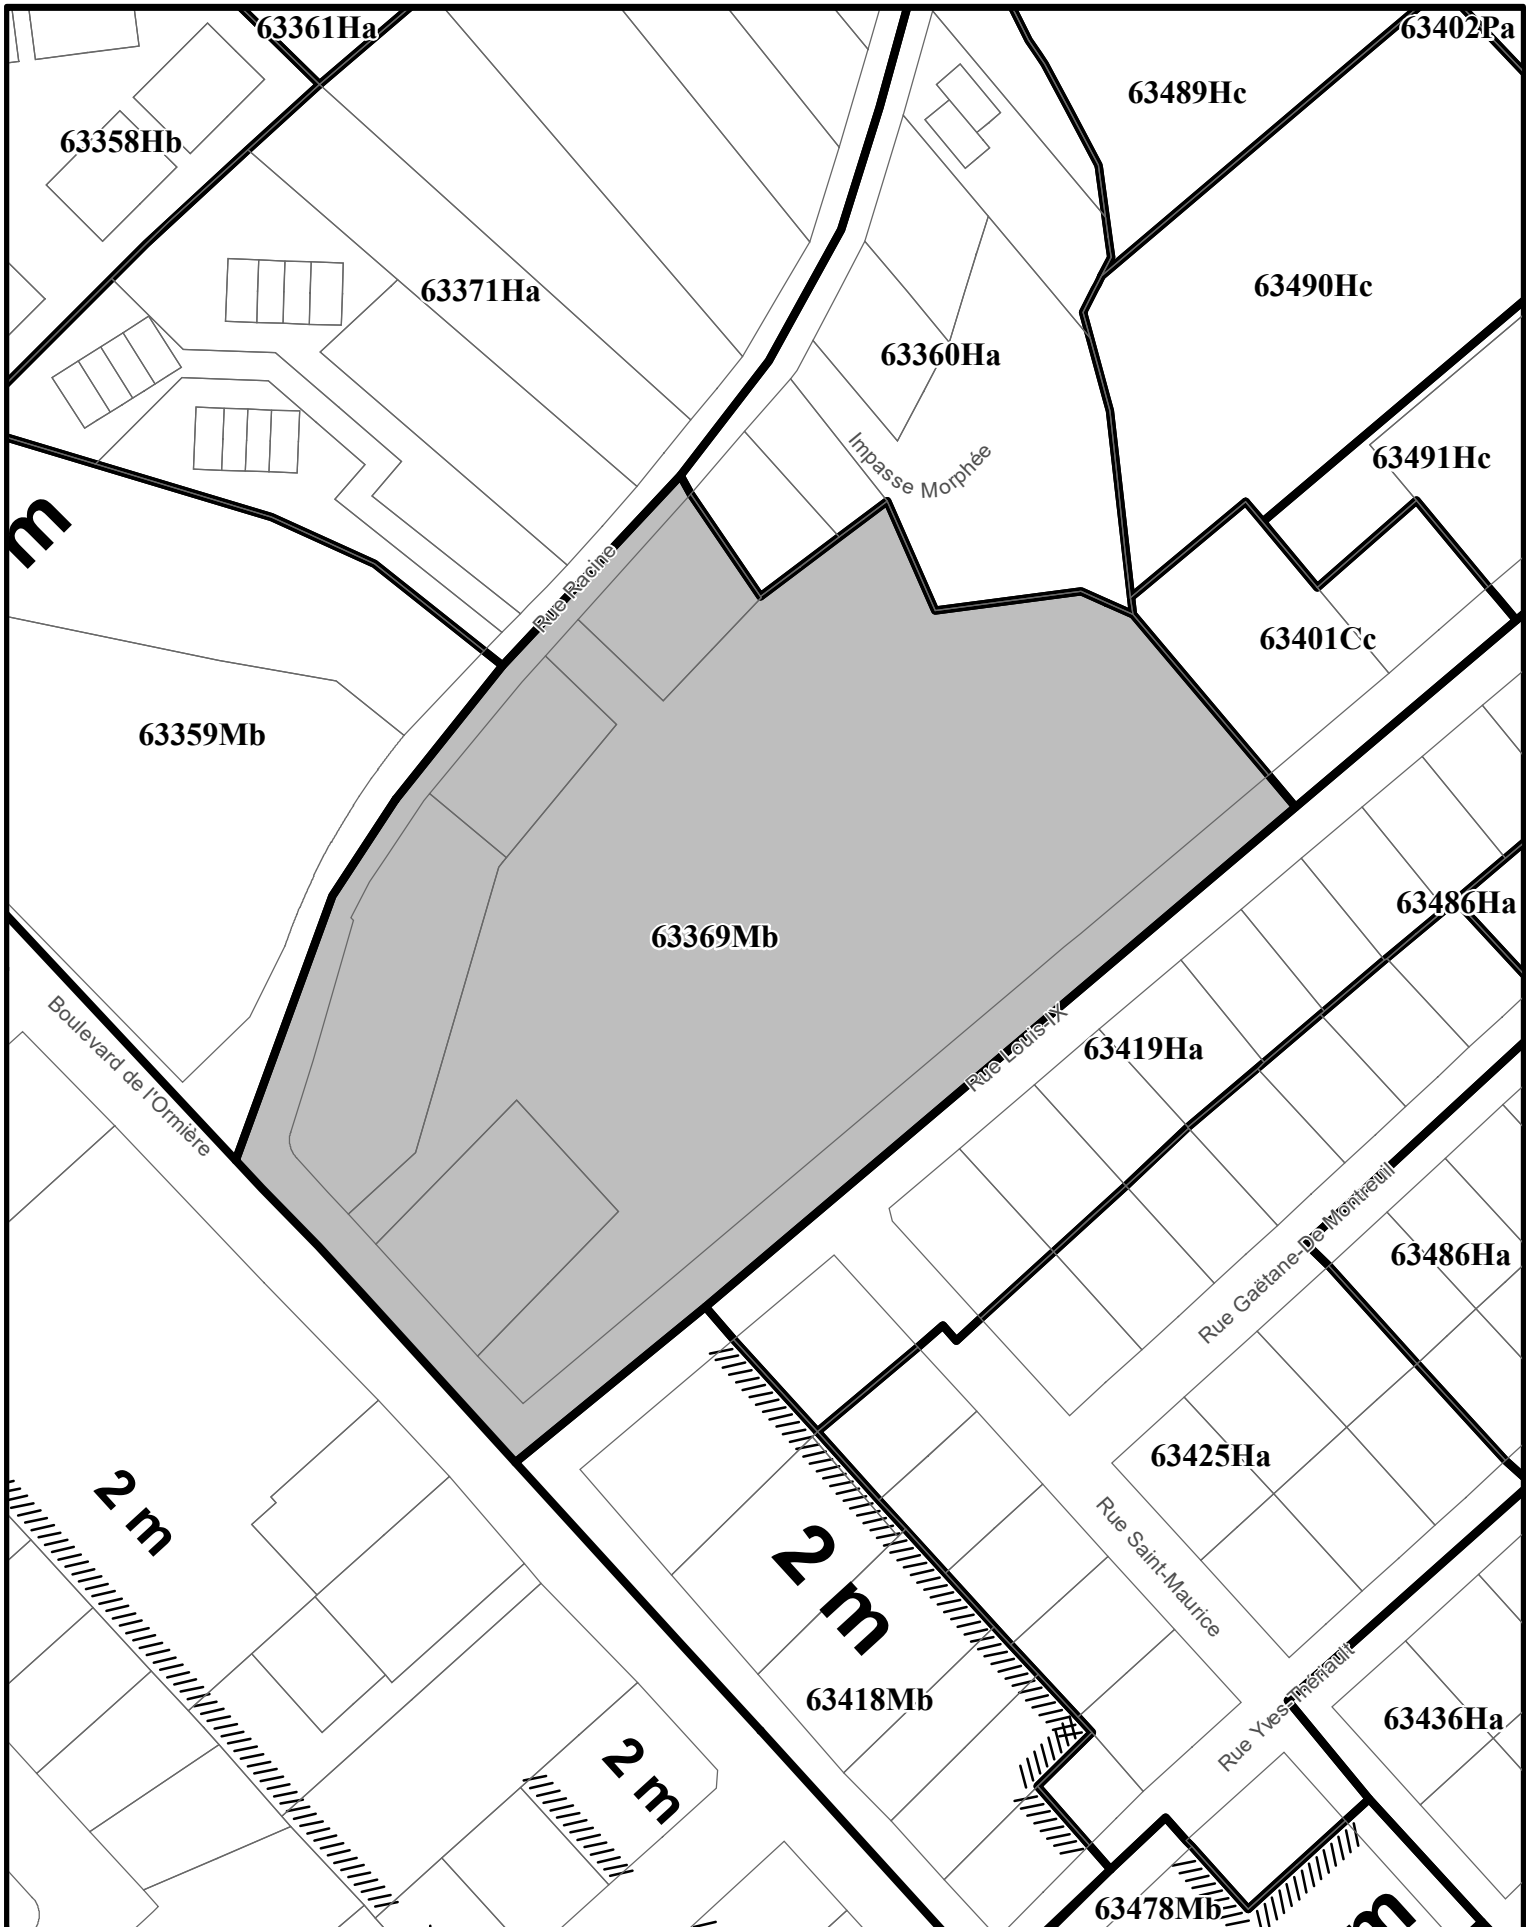 63361Ha
63402Pa
63489Hc
63358Hb
63371Ha
63490Hc
63360Ha
Impasse Morphée
63491Hc
m
Rue Racine
63401Cc
63359Mb
63486Ha
63369Mb
Boulevard de l'Ormière
Rue Louis-IX
63419Ha
Rue Gaëtane-De Montreuil
63486Ha
63425Ha
2 m
2 m
Rue Saint-Maurice
63418Mb
Rue Yves-Thériault
63436Ha
2 m
63478Mb
m